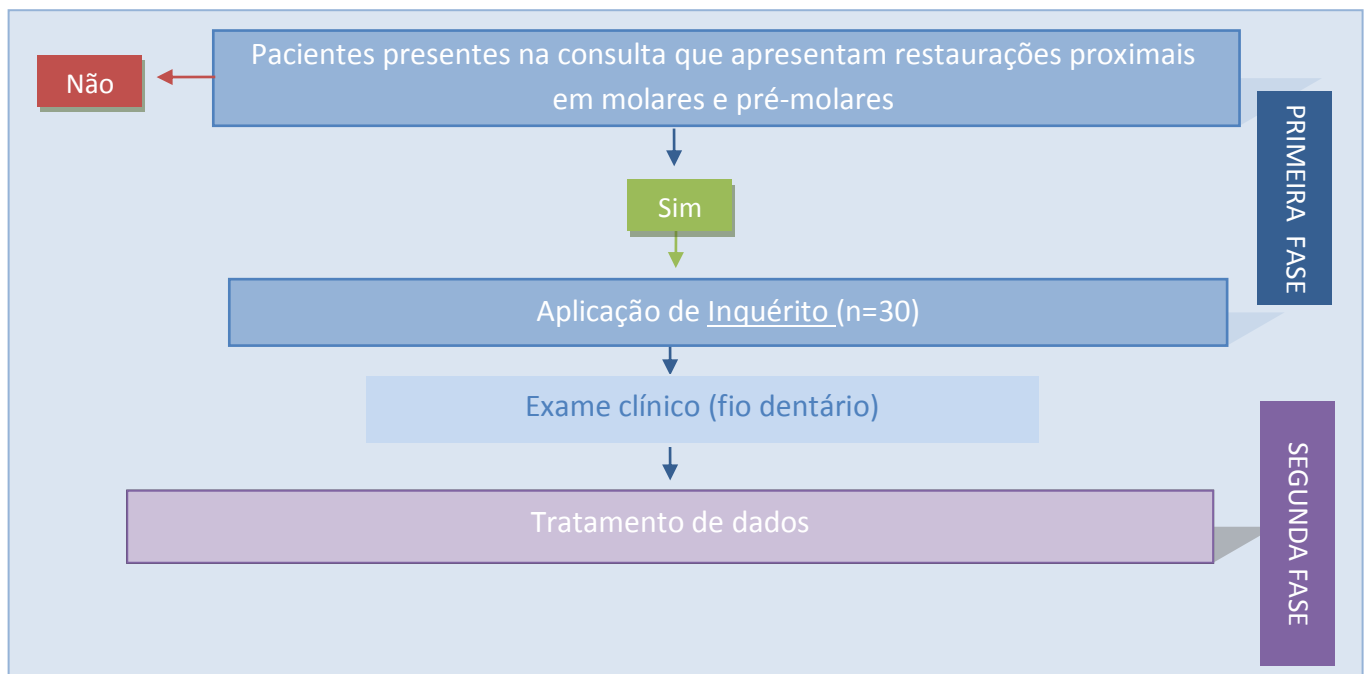 Pacientes presentes na consulta que apresentam restaurações proximais
em molares e pré-molares
Não
PRIMEIRA FASE
Sim
Aplicação de Inquérito (n=30)
Exame clínico (fio dentário)
SEGUNDA FASE
Tratamento de dados